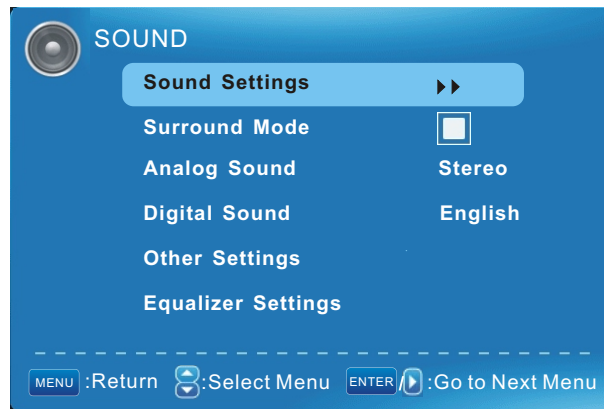 SOUND
Sound Settings
Surround Mode
Analog Sound Stereo
Digital Sound English
Other Settings
Equalizer Settings
MENU :Return :Select Menu ENTER / :Go to Next Menu